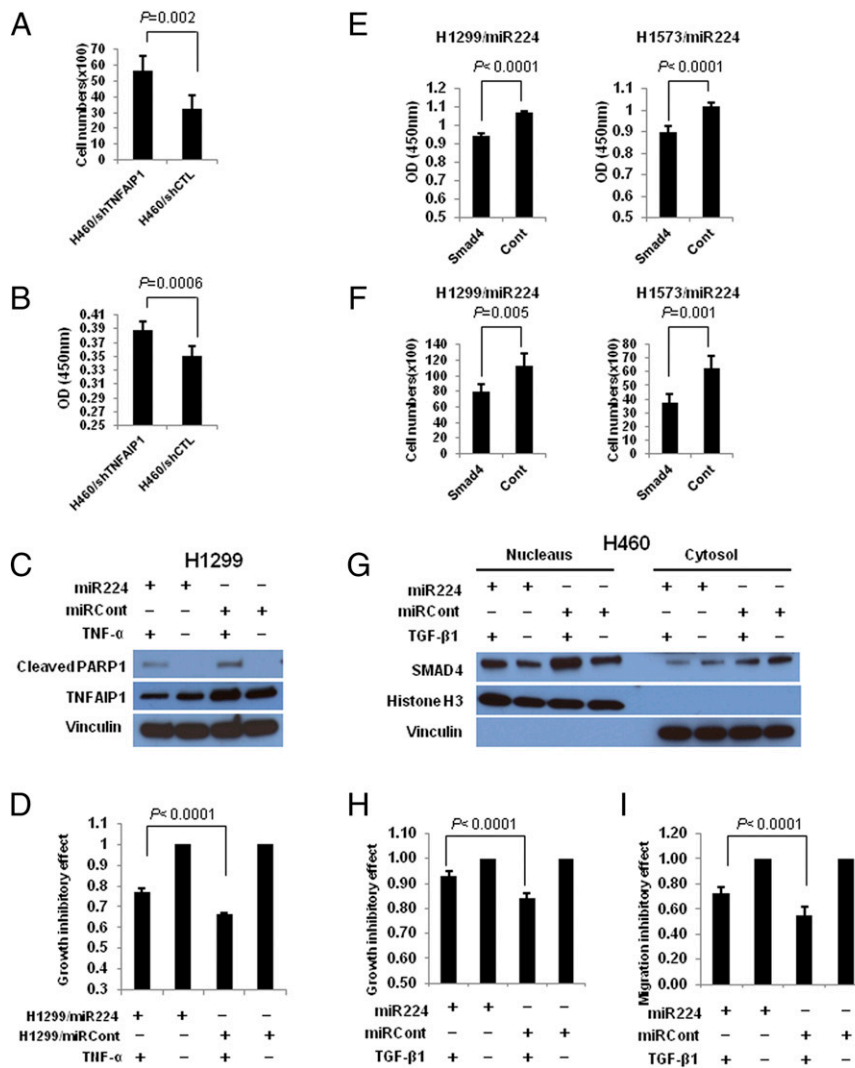 A
P=0.002
Cell numbers(x100)
70
60
50
40
30
20
10
0
H460/shTNFAIP1
H460/shCTL
B
P=0.0006
OD (450nm)
0.41
0.39
0.37
0.35
0.33
0.31
0.29
0.27
0.25
H460/shTNFAIP1
H460/shCTL
C
H1299
miR224 + + − −
miRCont − − + +
TNF-α + − + −
Cleaved PARP1
TNFAIP1
Vinculin
D
P< 0.0001
Growth inhibitory effect
1.1
1
0.9
0.8
0.7
0.6
0.5
0.4
0.3
H1299/miR224 + + − −
H1299/miRCont − − + +
TNF-α + − + −
E
H1299/miR224
P< 0.0001
OD (450nm)
1.1
1
0.9
0.8
0.7
0.6
0.5
Smad4
Cont
H1573/miR224
P< 0.0001
OD (450nm)
1.1
1
0.9
0.8
0.7
0.6
0.5
Smad4
Cont
F
H1299/miR224
P=0.005
Cell numbers(x100)
140
120
100
80
60
40
20
0
Smad4
Cont
H1573/miR224
P=0.001
Cell numbers(x100)
80
70
60
50
40
30
20
10
0
Smad4
Cont
G
H460
Nucleaus Cytosol
miR224 + + − − + + − −
miRCont − − + + − − + +
TGF-β1 + − + − + − + −
SMAD4
Histone H3
Vinculin
H
P< 0.0001
Growth inhibitory effect
1.10
1.00
0.90
0.80
0.70
0.60
0.50
miR224 + + − −
miRCont − − + +
TGF-β1 + − + −
I
P< 0.0001
Migration inhibitory effect
1.20
1.00
0.80
0.60
0.40
0.20
0.00
miR224 + + − −
miRCont − − + +
TGF-β1 + − + −